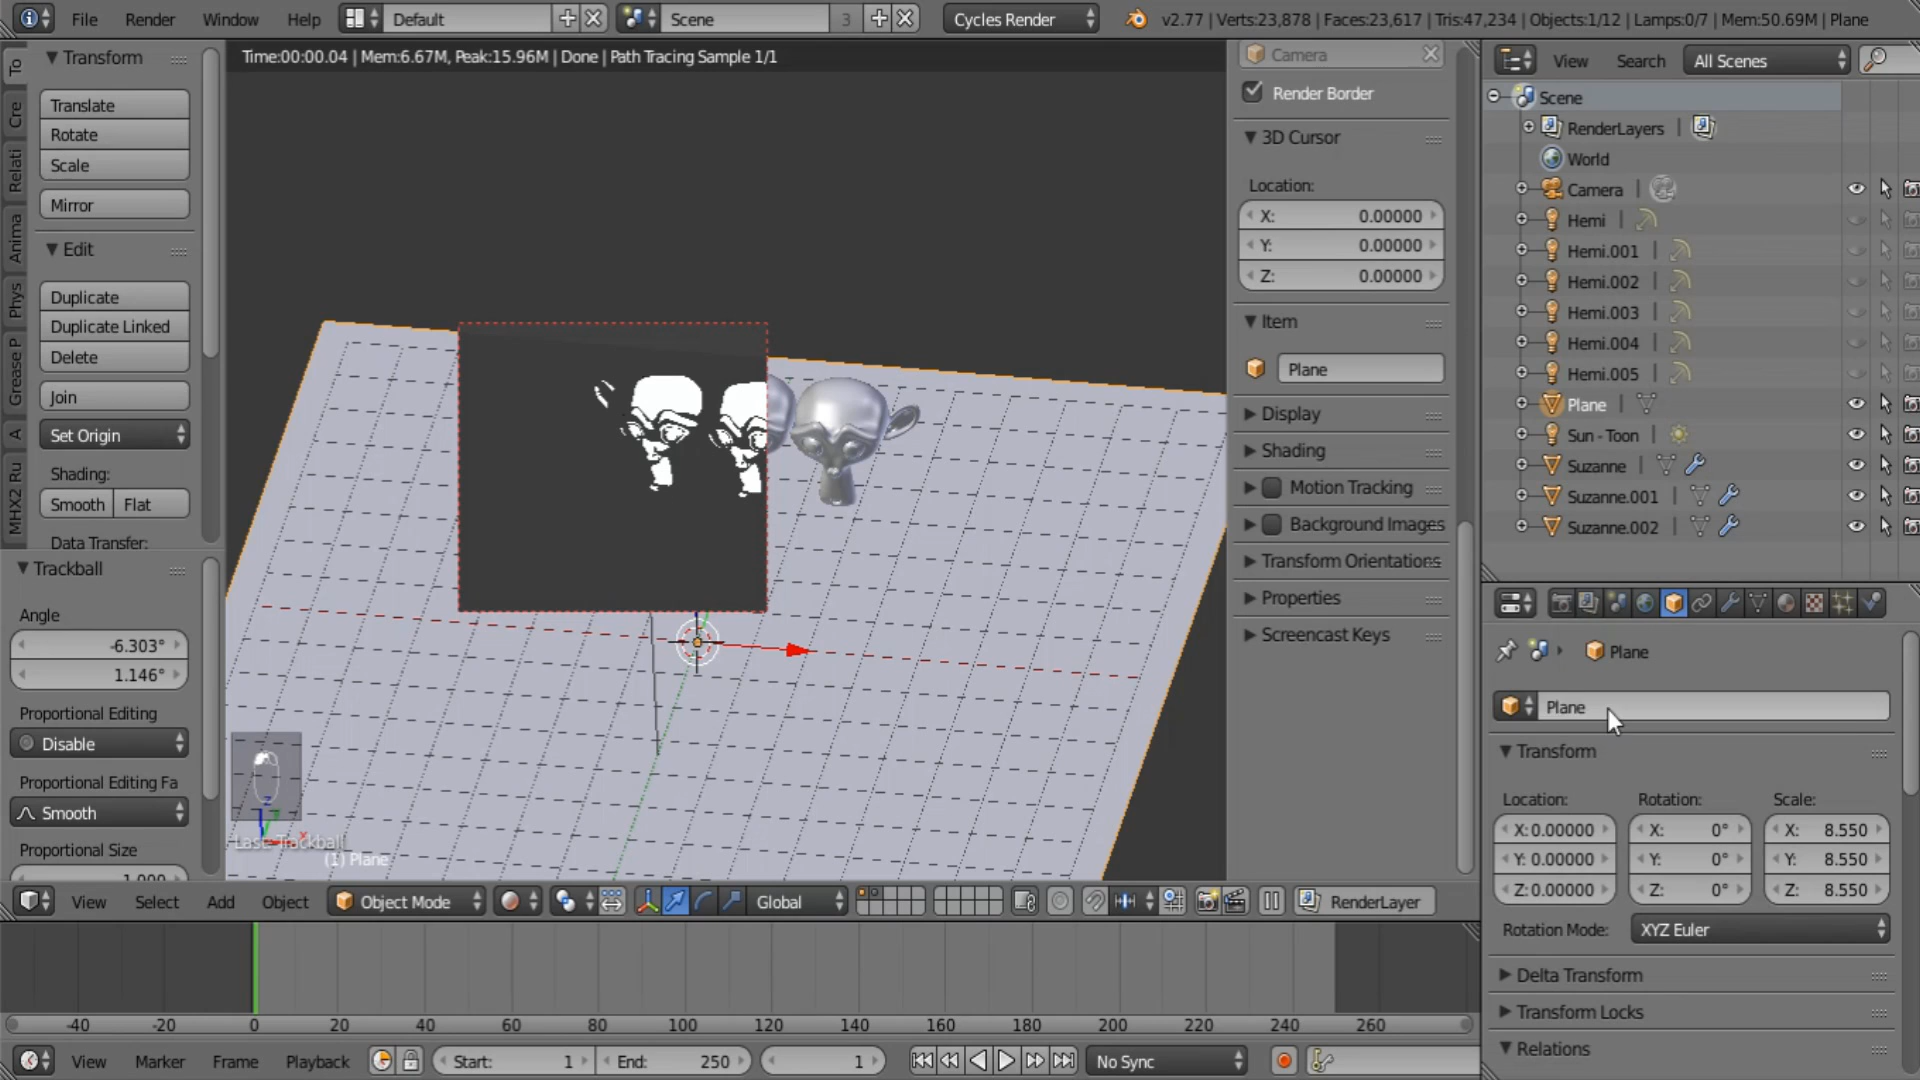 File Render Window Help Default Scene 3 Cycles Render v2.77 | Verts:23,878 | Faces:23,617 | Tris:47,234 | Objects:1/12 | Lamps:0/7 | Mem:50.69M | Plane
Time:00:00.04 | Mem:6.67M, Peak:15.96M | Done | Path Tracing Sample 1/1
To
Cre
Relati
Anima
Phys
Grease P
A
MHX2 Ru
Transform
Translate
Rotate
Scale
Mirror
Edit
Duplicate
Duplicate Linked
Delete
Join
Set Origin
Shading:
Smooth Flat
Data Transfer:
Trackball
Angle
-6.303°
1.146°
Proportional Editing
Disable
Proportional Editing Fa
Smooth
Proportional Size
1.000
Last: Trackball
(1) Plane
Camera
Render Border
3D Cursor
Location:
X: 0.00000
Y: 0.00000
Z: 0.00000
Item
Plane
Display
Shading
Motion Tracking
Background Images
Transform Orientations
Properties
Screencast Keys
View Search All Scenes
Scene
RenderLayers
World
Camera
Hemi
Hemi.001
Hemi.002
Hemi.003
Hemi.004
Hemi.005
Plane
Sun - Toon
Suzanne
Suzanne.001
Suzanne.002
Plane
Plane
Transform
Location: Rotation: Scale:
X: 0.00000 X: 0° X: 8.550
Y: 0.00000 Y: 0° Y: 8.550
Z: 0.00000 Z: 0° Z: 8.550
Rotation Mode: XYZ Euler
Delta Transform
Transform Locks
Relations
View Select Add Object Object Mode Global RenderLayer
-40 -20 0 20 40 60 80 100 120 140 160 180 200 220 240 260
View Marker Frame Playback Start: 1 End: 250 1 No Sync